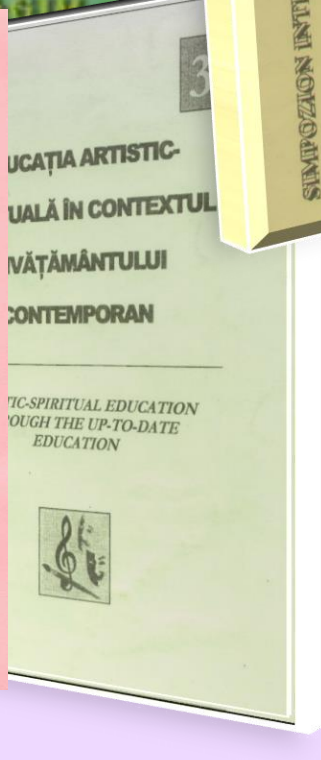 3
UCAȚIA ARTISTIC-
UALĂ ÎN CONTEXTUL
VĂȚĂMÂNTULUI
CONTEMPORAN
TIC-SPIRITUAL EDUCATION
OUGH THE UP-TO-DATE
EDUCATION
SIMPOZION INT